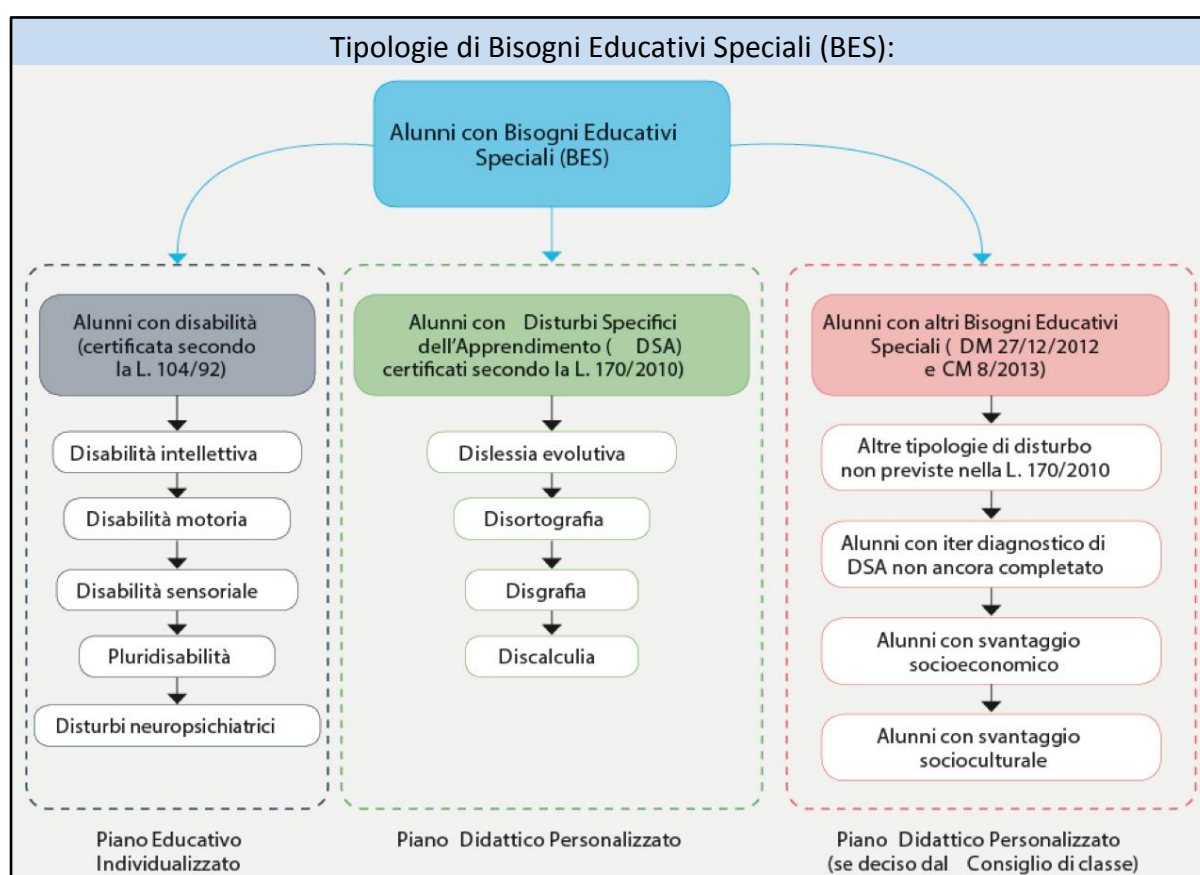 Tipologie di Bisogni Educativi Speciali (BES):
Alunni con Bisogni Educativi
Speciali (BES)
Alunni con disabilità
(certificata secondo
la L. 104/92)
Disabilità intellettiva
Disabilità motoria
Disabilità sensoriale
Pluridisabilità
Disturbi neuropsichiatrici
Piano Educativo
Individualizzato
Alunni con Disturbi Specifici
dell'Apprendimento ( DSA)
certificati secondo la L. 170/2010)
Dislessia evolutiva
Disortografia
Disgrafia
Discalculia
Piano Didattico Personalizzato
Alunni con altri Bisogni Educativi
Speciali ( DM 27/12/2012
e CM 8/2013)
Altre tipologie di disturbo
non previste nella L. 170/2010
Alunni con iter diagnostico di
DSA non ancora completato
Alunni con svantaggio
socioeconomico
Alunni con svantaggio
socioculturale
Piano Didattico Personalizzato
(se deciso dal Consiglio di classe)